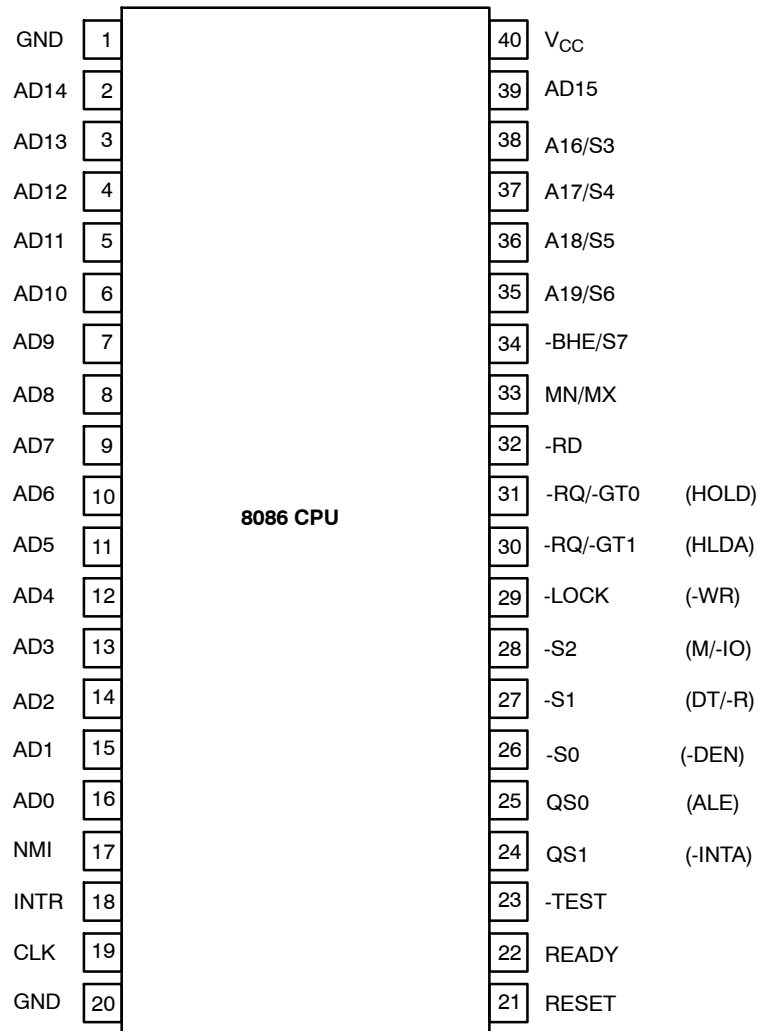 GND 1 40 VCC
AD14 2 39 AD15
AD13 3 38 A16/S3
AD12 4 37 A17/S4
AD11 5 36 A18/S5
AD10 6 35 A19/S6
AD9 7 34 -BHE/S7
AD8 8 33 MN/MX
AD7 9 32 -RD
AD6 10 31 -RQ/-GT0 (HOLD)
8086 CPU
AD5 11 30 -RQ/-GT1 (HLDA)
AD4 12 29 -LOCK (-WR)
AD3 13 28 -S2 (M/-IO)
AD2 14 27 -S1 (DT/-R)
AD1 15 26 -S0 (-DEN)
AD0 16 25 QS0 (ALE)
NMI 17 24 QS1 (-INTA)
INTR 18 23 -TEST
CLK 19 22 READY
GND 20 21 RESET